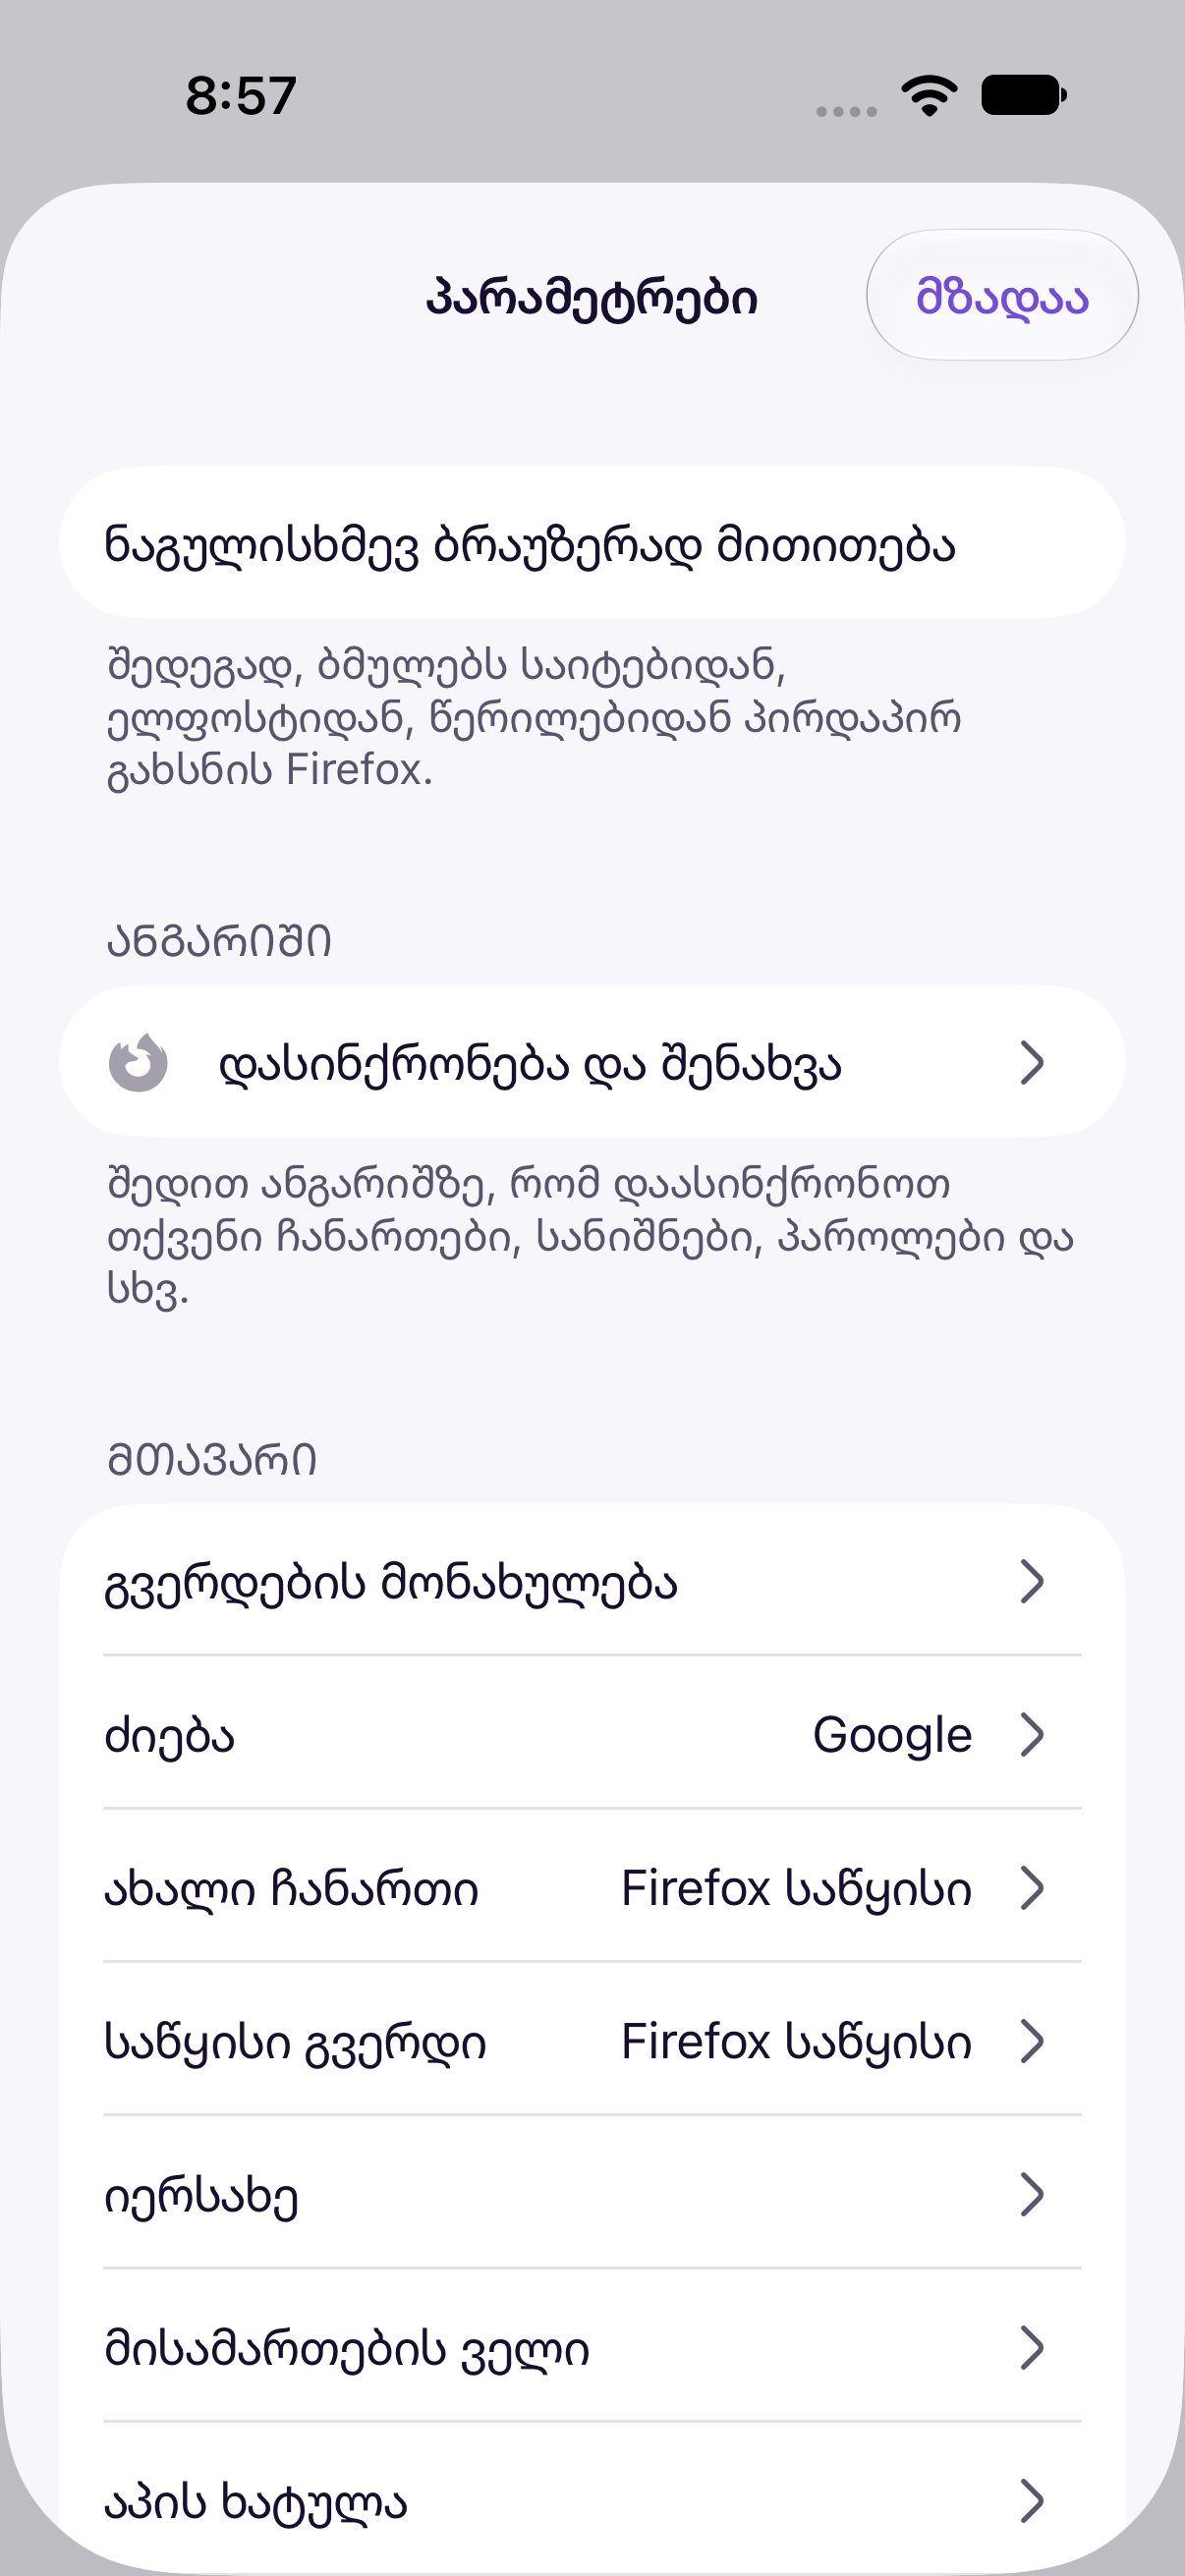 8:57
პარამეტრები
მზადაა
ნაგულისხმევ ბრაუზერად მითითება
შედეგად, ბმულებს საიტებიდან,
ელფოსტიდან, წერილებიდან პირდაპირ
გახსნის Firefox.
ᲐᲜᲒᲐᲠᲘᲨᲘ
დასინქრონება და შენახვა
შედით ანგარიშზე, რომ დაასინქრონოთ
თქვენი ჩანართები, სანიშნები, პაროლები და
სხვ.
ᲛᲗᲐᲕᲐᲠᲘ
გვერდების მონახულება
ძიება Google
ახალი ჩანართი Firefox საწყისი
საწყისი გვერდი Firefox საწყისი
იერსახე
მისამართების ველი
აპის ხატულა